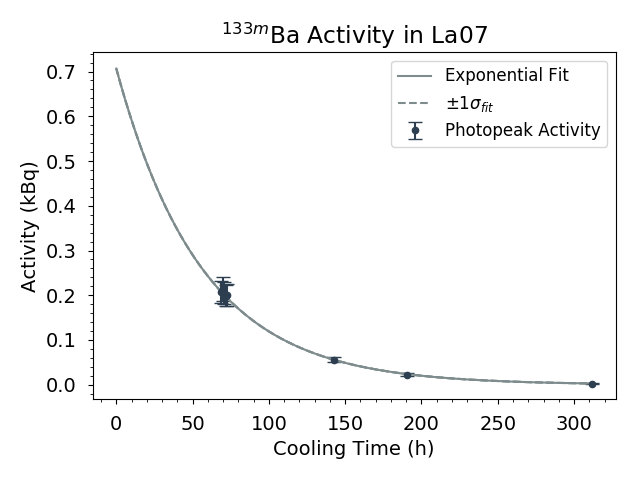 ¹³³ᵐBa Activity in La07
Exponential Fit
±1σ_fit
Photopeak Activity
Activity (kBq)
0.7
0.6
0.5
0.4
0.3
0.2
0.1
0.0
0 50 100 150 200 250 300
Cooling Time (h)